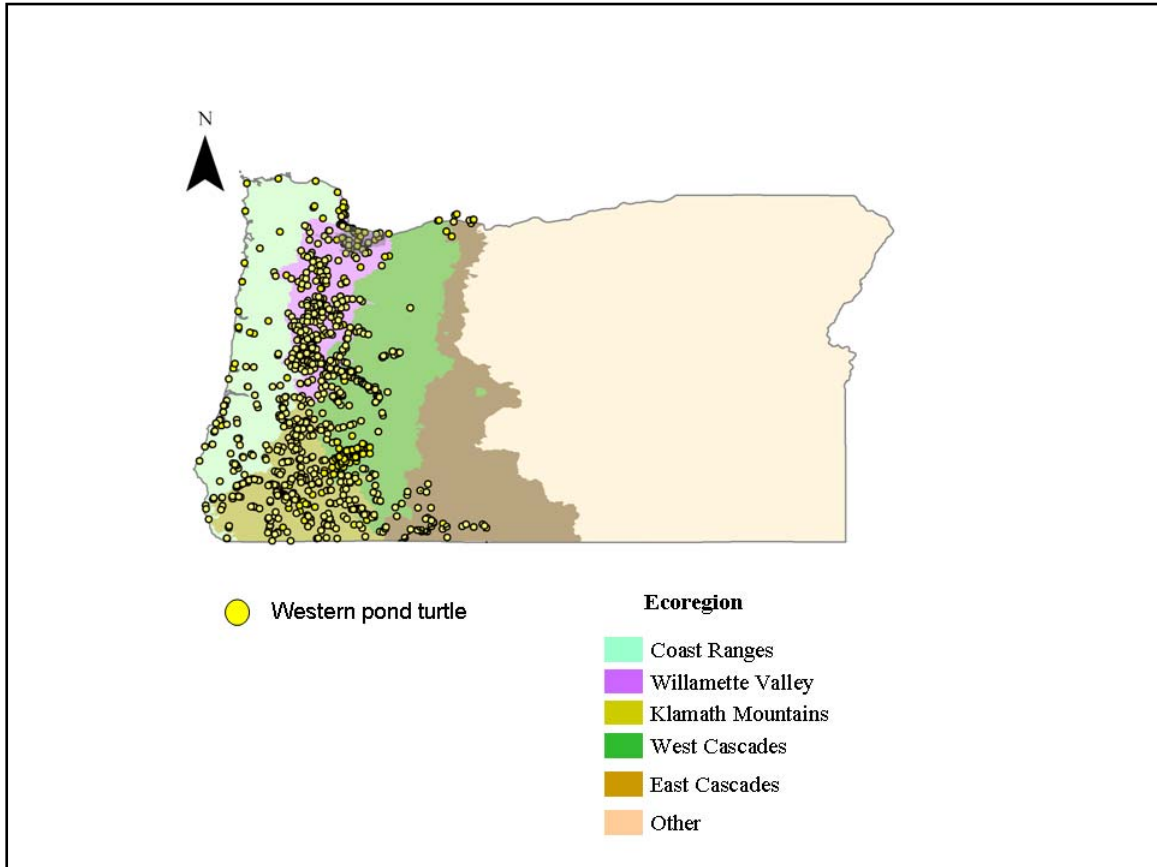 N
Western pond turtle
Ecoregion
Coast Ranges
Willamette Valley
Klamath Mountains
West Cascades
East Cascades
Other